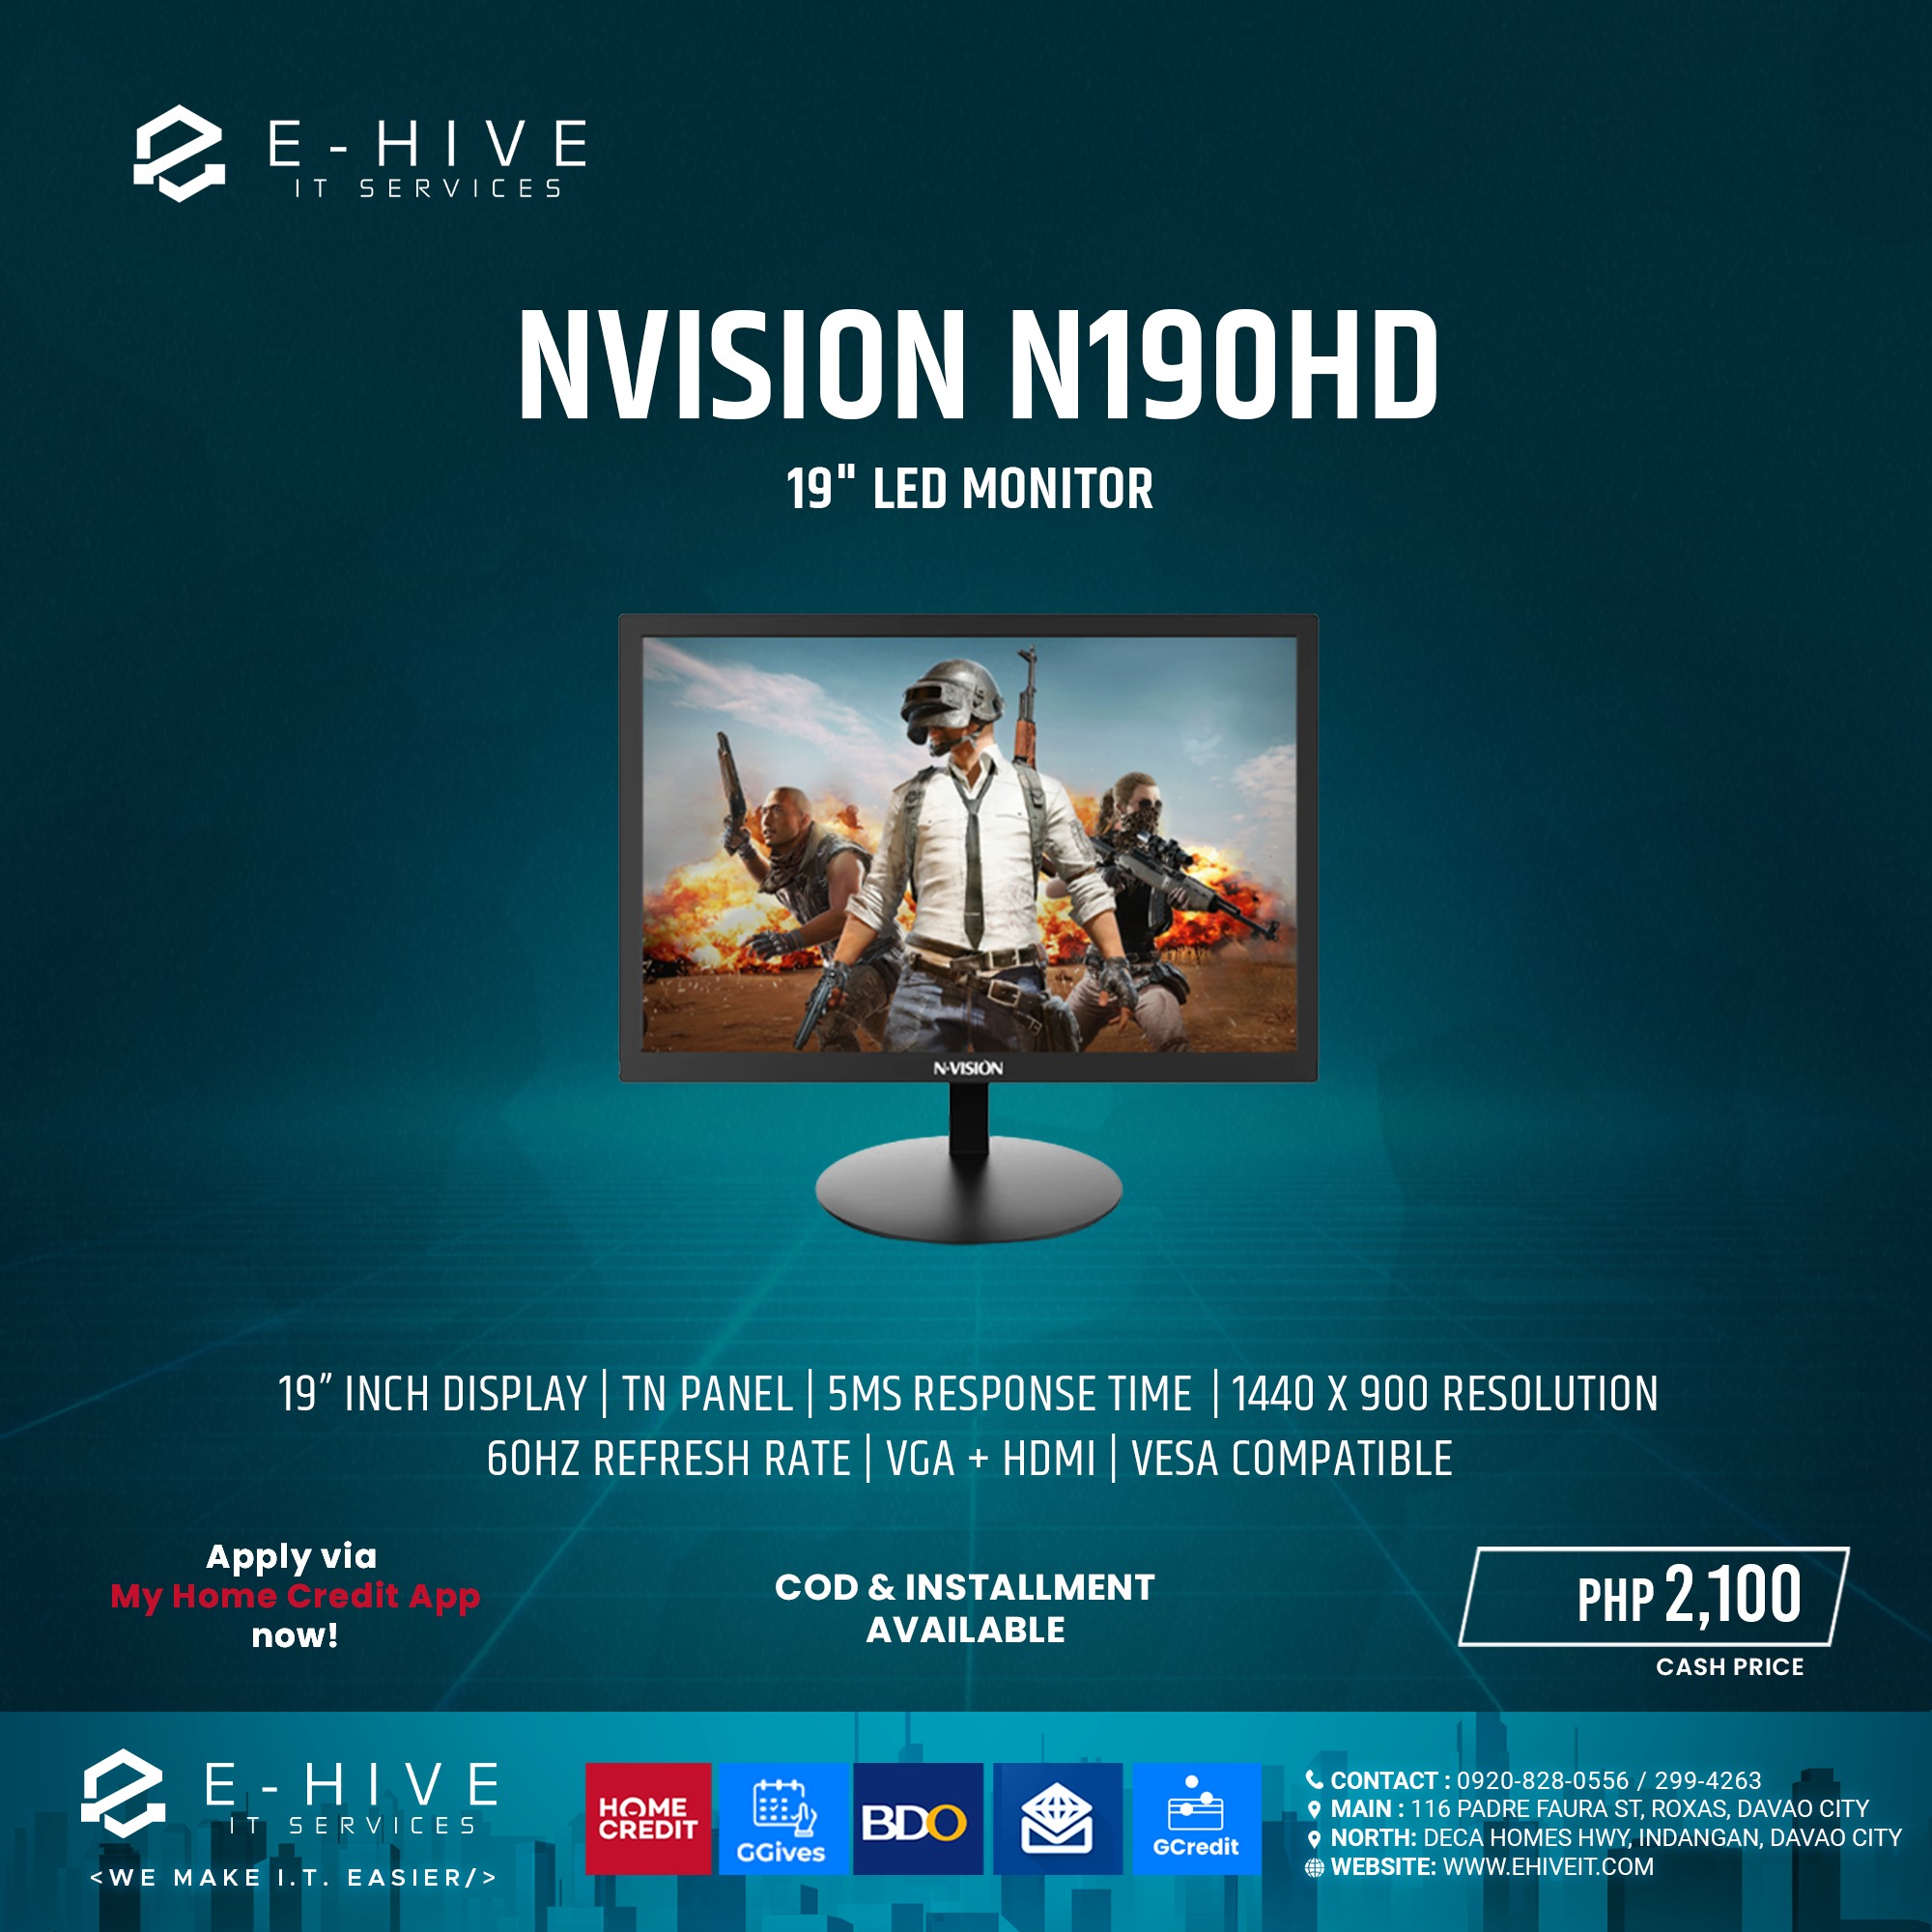 E-HIVE
IT SERVICES
NVISION N190HD
19" LED MONITOR
N-VISION
19” INCH DISPLAY | TN PANEL | 5MS RESPONSE TIME | 1440 X 900 RESOLUTION
60HZ REFRESH RATE | VGA + HDMI | VESA COMPATIBLE
Apply via
My Home Credit App
now!
COD & INSTALLMENT
AVAILABLE
PHP 2,100
CASH PRICE
E-HIVE
IT SERVICES
<WE MAKE I.T. EASIER/>
HOME
CREDIT
GGives
BDO
GCredit
CONTACT : 0920-828-0556 / 299-4263
MAIN : 116 PADRE FAURA ST, ROXAS, DAVAO CITY
NORTH: DECA HOMES HWY, INDANGAN, DAVAO CITY
WEBSITE: WWW.EHIVEIT.COM